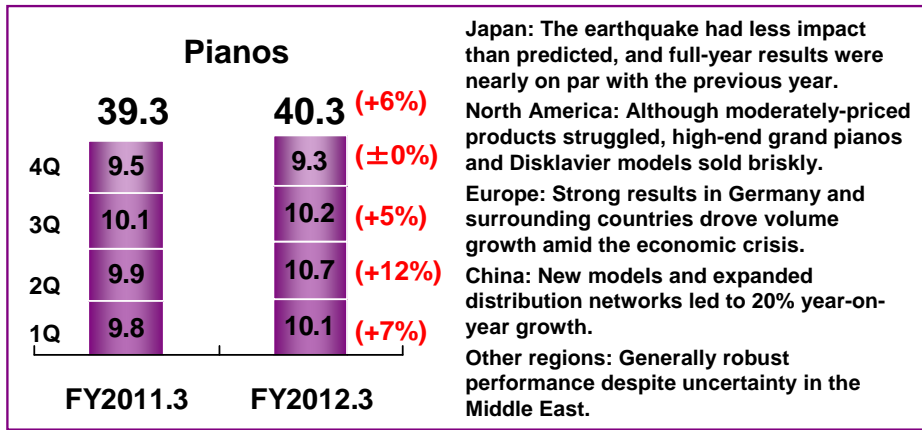 Pianos
39.3
40.3
(+6%)
4Q
9.5
9.3
(±0%)
3Q
10.1
10.2
(+5%)
2Q
9.9
10.7
(+12%)
1Q
9.8
10.1
(+7%)
FY2011.3
FY2012.3
Japan: The earthquake had less impact
than predicted, and full-year results were
nearly on par with the previous year.
North America: Although moderately-priced
products struggled, high-end grand pianos
and Disklavier models sold briskly.
Europe: Strong results in Germany and
surrounding countries drove volume
growth amid the economic crisis.
China: New models and expanded
distribution networks led to 20% year-on-
year growth.
Other regions: Generally robust
performance despite uncertainty in the
Middle East.